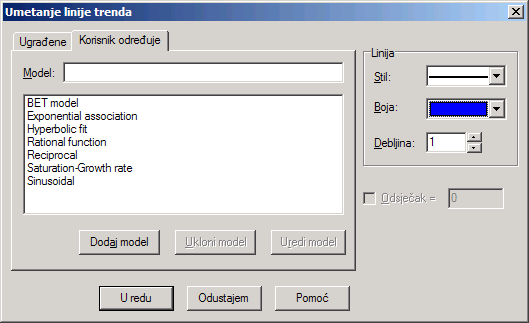 Umetanje linije trenda
Ugrađene
Korisnik određuje
Model:
BET model
Exponential association
Hyperbolic fit
Rational function
Reciprocal
Saturation-Growth rate
Sinusoidal
Dodaj model
Ukloni model
Uredi model
Linija
Stil:
Boja:
Debljina: 1
Odsječak = 0
U redu
Odustajem
Pomoć